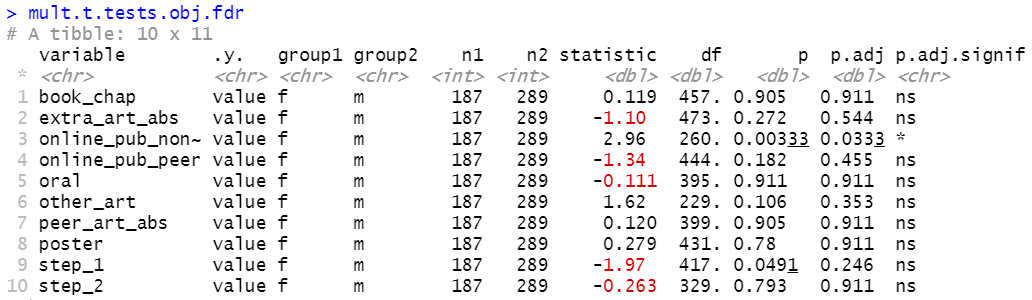 > mult.t.tests.obj.fdr
# A tibble: 10 x 11
   variable        .y.   group1 group2    n1    n2 statistic    df       p  p.adj p.adj.signif
 * <chr>           <chr> <chr>  <chr>  <int> <int>     <dbl> <dbl>   <dbl>  <dbl> <chr>
 1 book_chap       value f      m        187   289     0.119  457. 0.905   0.911  ns
 2 extra_art_abs   value f      m        187   289    -1.10   473. 0.272   0.544  ns
 3 online_pub_non~ value f      m        187   289     2.96   260. 0.00333 0.0333 *
 4 online_pub_peer value f      m        187   289    -1.34   444. 0.182   0.455  ns
 5 oral            value f      m        187   289    -0.111  395. 0.911   0.911  ns
 6 other_art       value f      m        187   289     1.62   229. 0.106   0.353  ns
 7 peer_art_abs    value f      m        187   289     0.120  399. 0.905   0.911  ns
 8 poster          value f      m        187   289     0.279  431. 0.78    0.911  ns
 9 step_1          value f      m        187   289    -1.97   417. 0.0491  0.246  ns
10 step_2          value f      m        187   289    -0.263  329. 0.793   0.911  ns